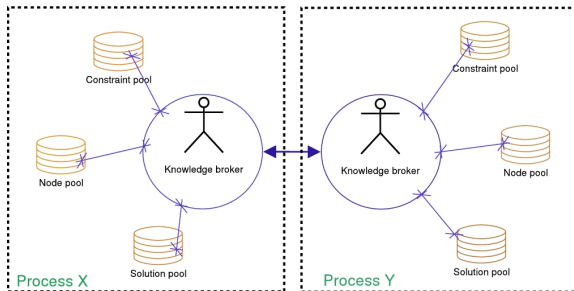 Constraint pool
Node pool
Knowledge broker
Solution pool
Process X
Constraint pool
Knowledge broker
Node pool
Solution pool
Process Y